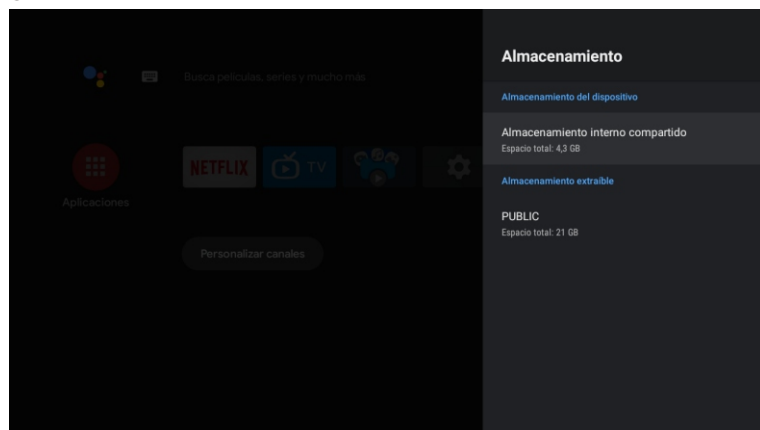 Almacenamiento
Busca películas, series y mucho más
Almacenamiento del dispositivo
Almacenamiento interno compartido
Espacio total: 4,3 GB
NETFLIX
TV
Almacenamiento extraíble
Aplicaciones
PUBLIC
Espacio total: 21 GB
Personalizar canales